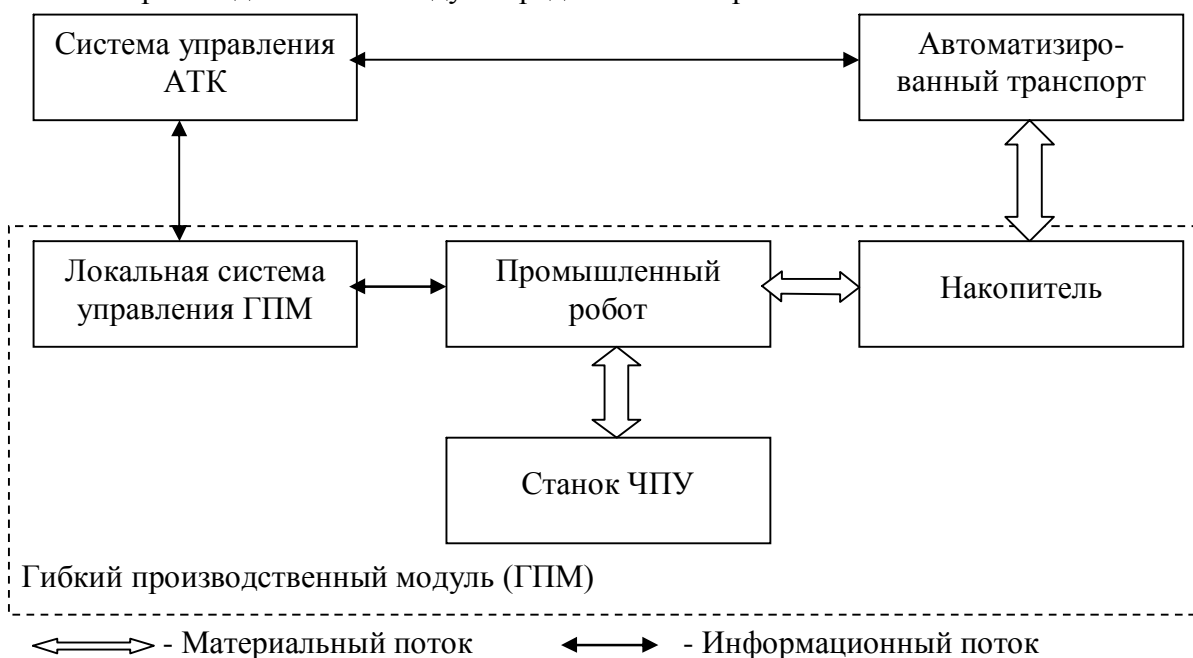 Система управления
АТК
Автоматизиро-
ванный транспорт
Локальная система
управления ГПМ
Промышленный
робот
Накопитель
Станок ЧПУ
Гибкий производственный модуль (ГПМ)
- Материальный поток
- Информационный поток